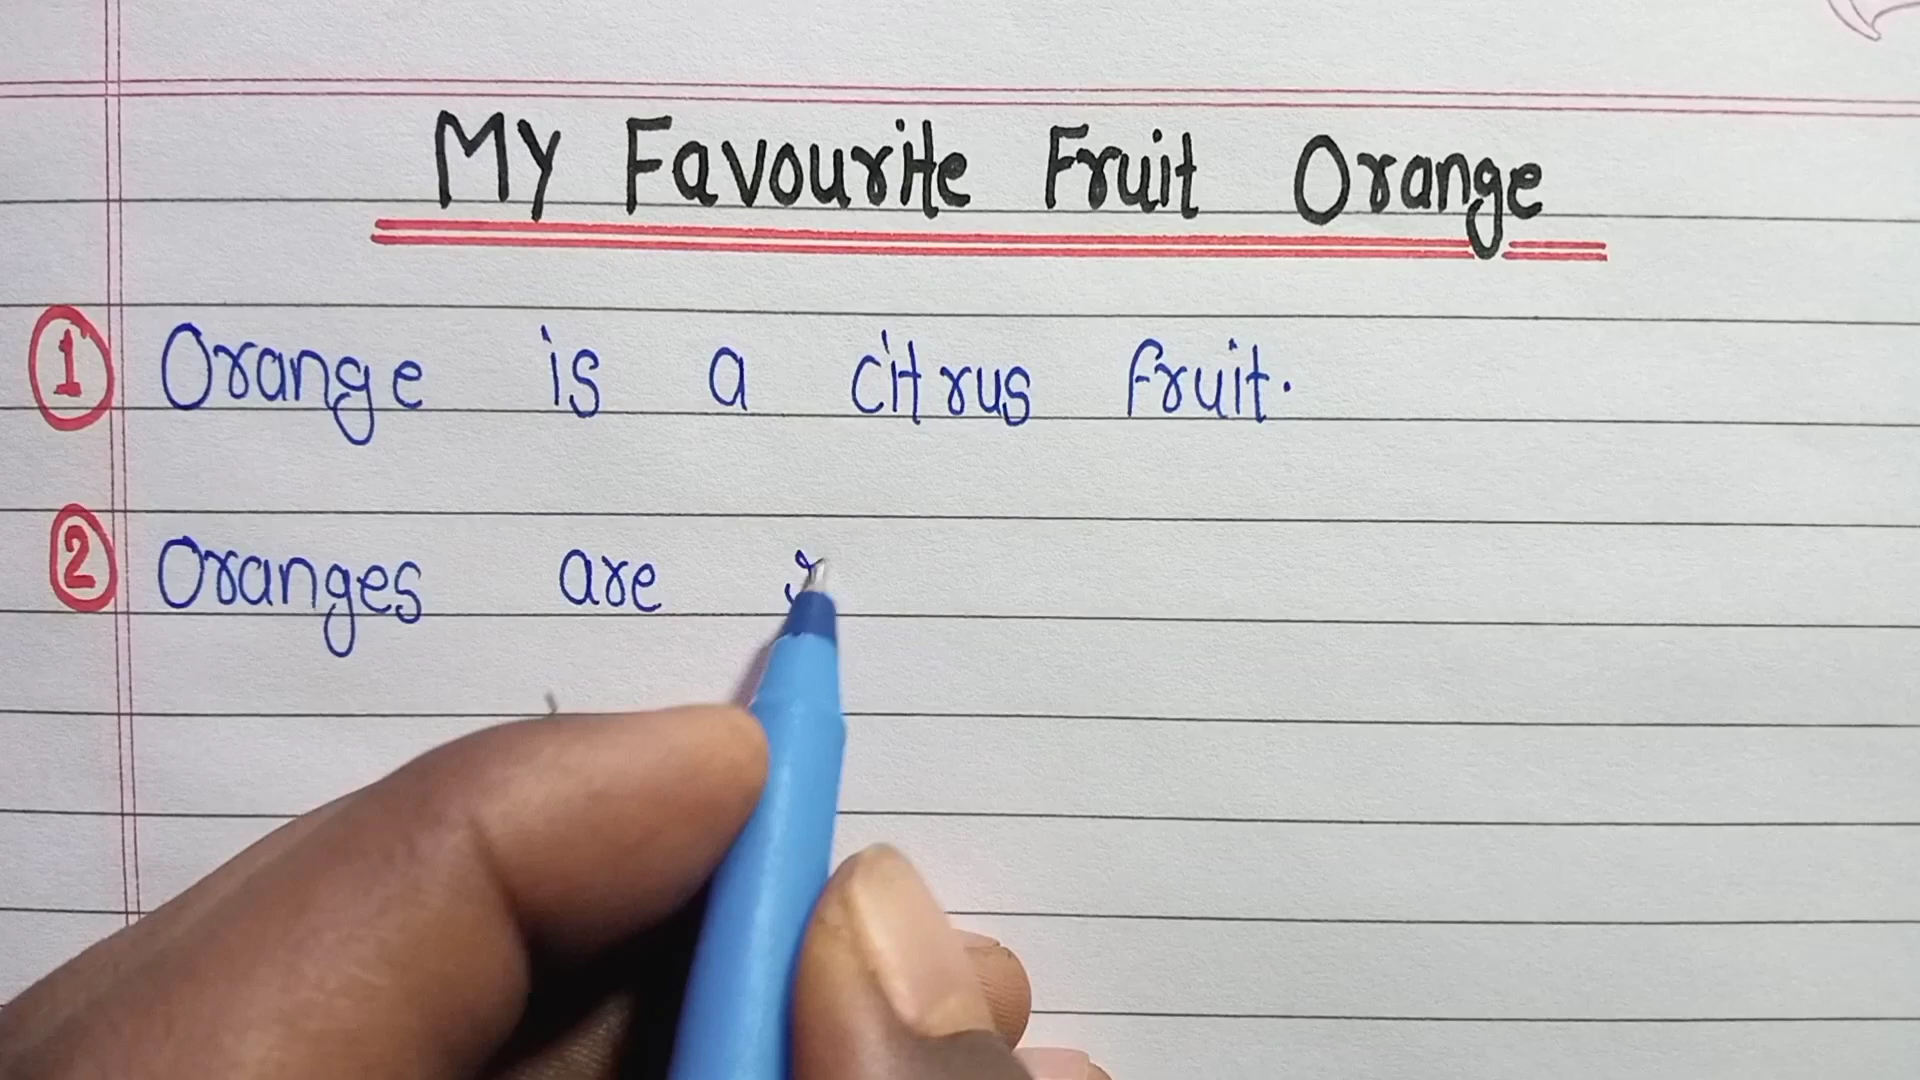 My Favourite Fruit Orange
1 Orange is a citrus fruit.
2 Oranges are